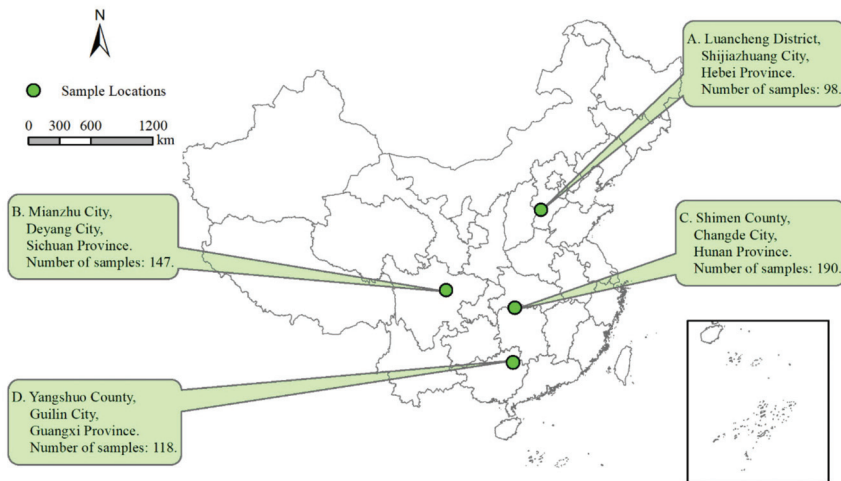 N
Sample Locations
0 300 600 1200
km
A. Luancheng District,
Shijiazhuang City,
Hebei Province.
Number of samples: 98.
B. Mianzhu City,
Deyang City,
Sichuan Province.
Number of samples: 147.
C. Shimen County,
Changde City,
Hunan Province.
Number of samples: 190.
D. Yangshuo County,
Guilin City,
Guangxi Province.
Number of samples: 118.